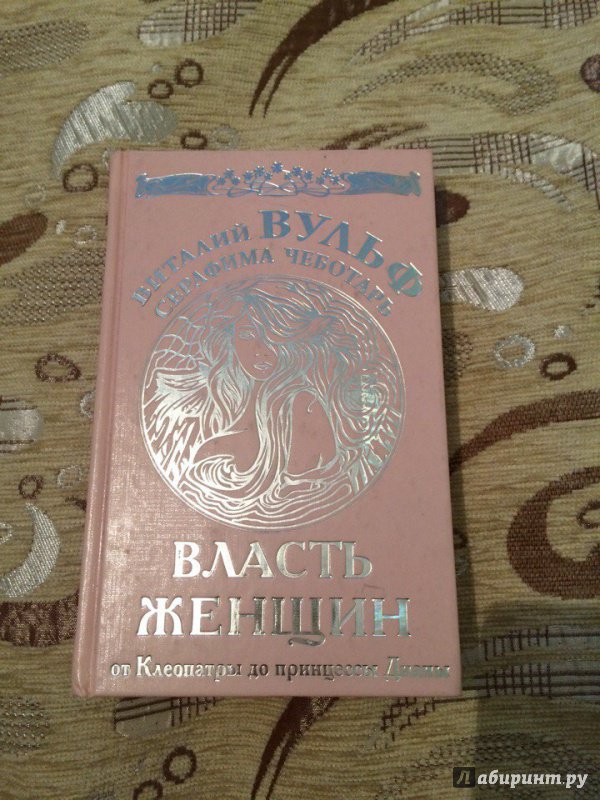 Виталий ВУЛЬФ
Серафима Чеботарь
ВЛАСТЬ
ЖЕНЩИН
от Клеопатры до принцессы Дианы
Лабиринт.ру